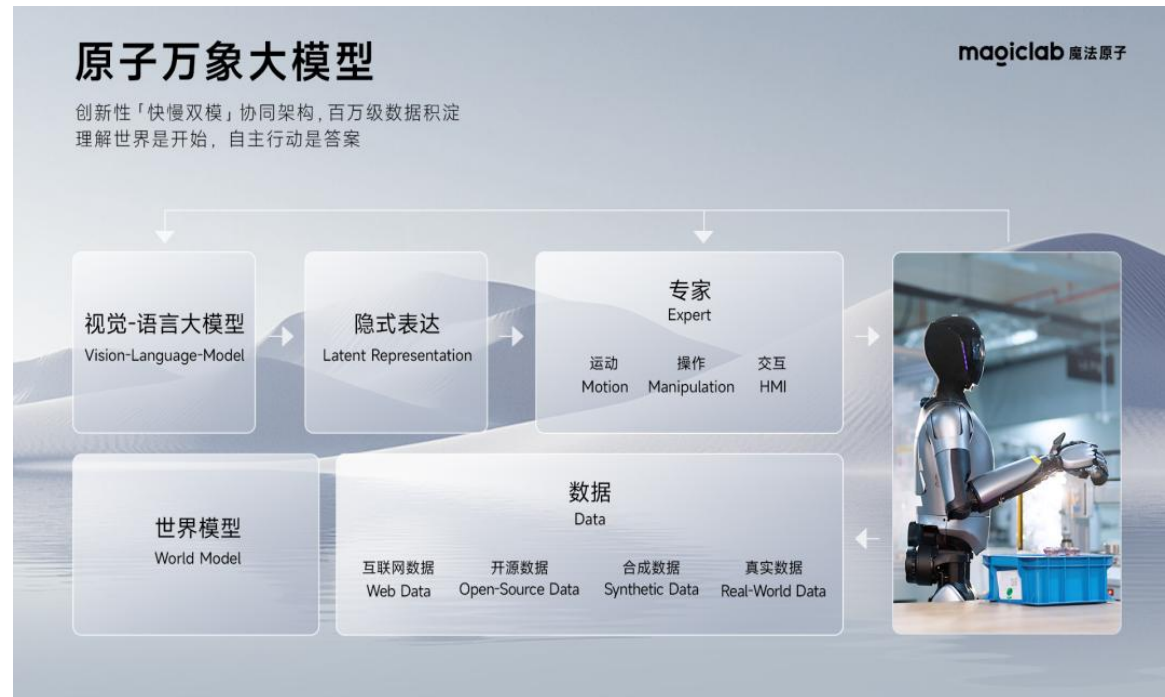 原子万象大模型
magiclab 魔法原子
创新性「快慢双模」协同架构，百万级数据积淀
理解世界是开始，自主行动是答案
视觉-语言大模型
Vision-Language-Model
隐式表达
Latent Representation
专家
Expert
运动 操作 交互
Motion Manipulation HMI
世界模型
World Model
数据
Data
互联网数据 开源数据 合成数据 真实数据
Web Data Open-Source Data Synthetic Data Real-World Data